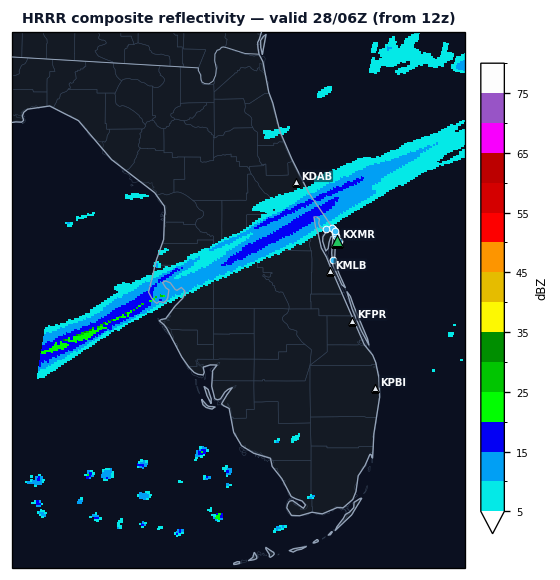 HRRR composite reflectivity — valid 28/06Z (from 12z)
KDAB
KXMR
KMLB
KFPR
KPBI
75
65
55
45
35
25
15
5
dBZ